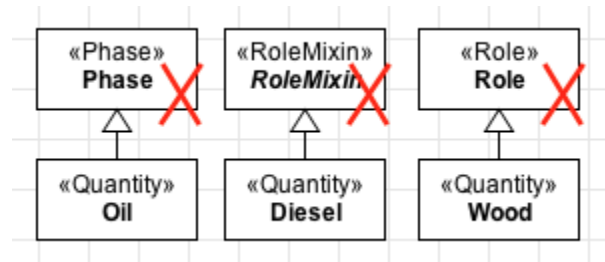 «Phase»
Phase
«RoleMixin»
RoleMixin
«Role»
Role
«Quantity»
Oil
«Quantity»
Diesel
«Quantity»
Wood